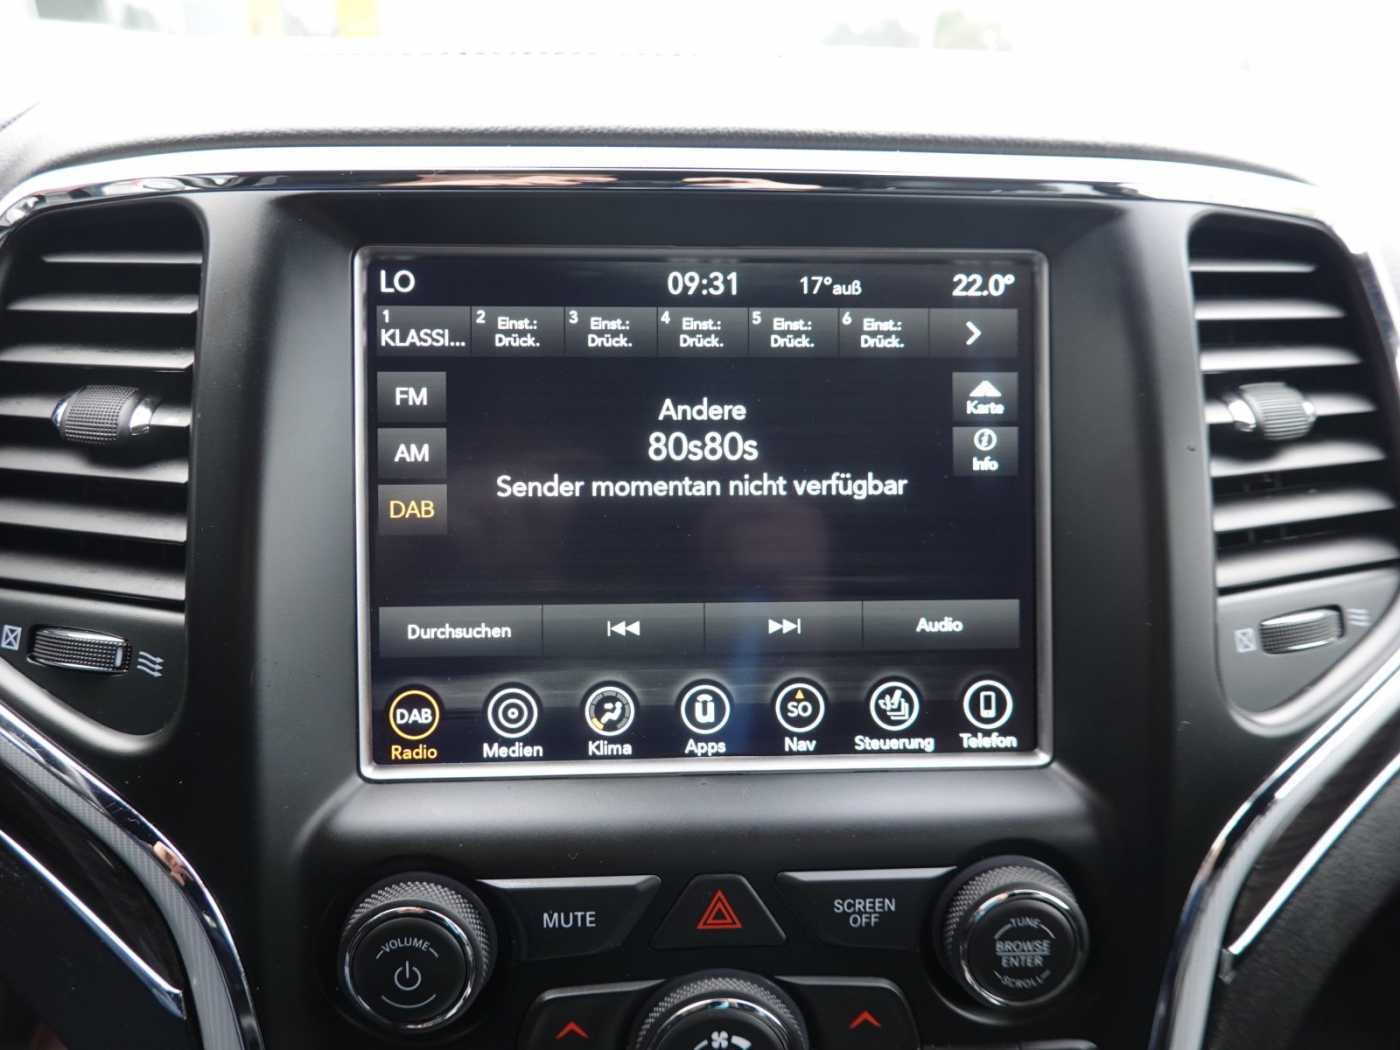 LO 09:31 17°auß 22.0°
1 KLASSI... 2 Einst.: Drück. 3 Einst.: Drück. 4 Einst.: Drück. 5 Einst.: Drück. 6 Einst.: Drück.
FM
AM
DAB
Andere
80s80s
Sender momentan nicht verfügbar
Karte
Info
Durchsuchen Audio
DAB SO
Radio Medien Klima Apps Nav Steuerung Telefon
MUTE
SCREEN
OFF
VOLUME
TUNE
BROWSE
ENTER
SCROLL